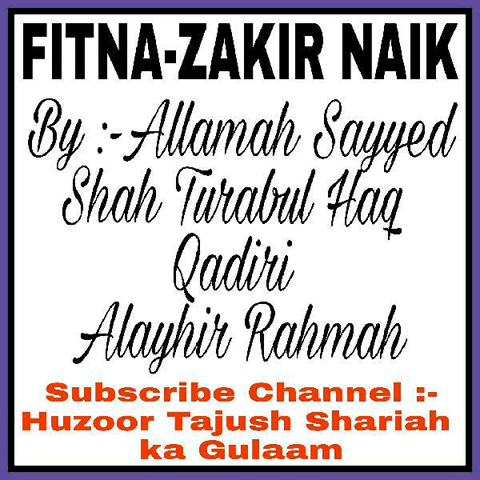 FITNA-ZAKIR NAIK
By :- Allamah Sayyed
Shah Turabul Haq
Qadiri
Alayhir Rahmah
Subscribe Channel :-
Huzoor Tajush Shariah
ka Gulaam